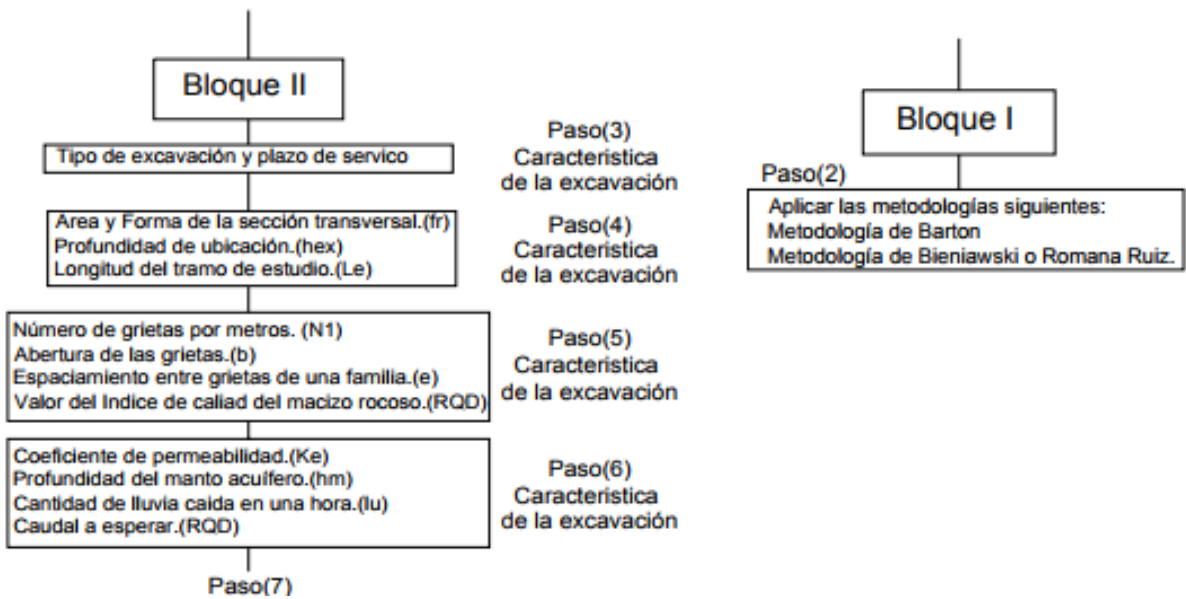 Bloque II
Tipo de excavación y plazo de servico
Paso(3)
Caracteristica
de la excavación
Area y Forma de la sección transversal.(fr)
Profundidad de ubicación.(hex)
Longitud del tramo de estudio.(Le)
Paso(4)
Caracteristica
de la excavación
Número de grietas por metros. (N1)
Abertura de las grietas.(b)
Espaciamiento entre grietas de una familia.(e)
Valor del Indice de caliad del macizo rocoso.(RQD)
Paso(5)
Caracteristica
de la excavación
Coeficiente de permeabilidad.(Ke)
Profundidad del manto acuífero.(hm)
Cantidad de lluvia caida en una hora.(lu)
Caudal a esperar.(RQD)
Paso(6)
Caracteristica
de la excavación
Paso(7)
Bloque I
Paso(2)
Aplicar las metodologías siguientes:
Metodología de Barton
Metodología de Bieniawski o Romana Ruiz.